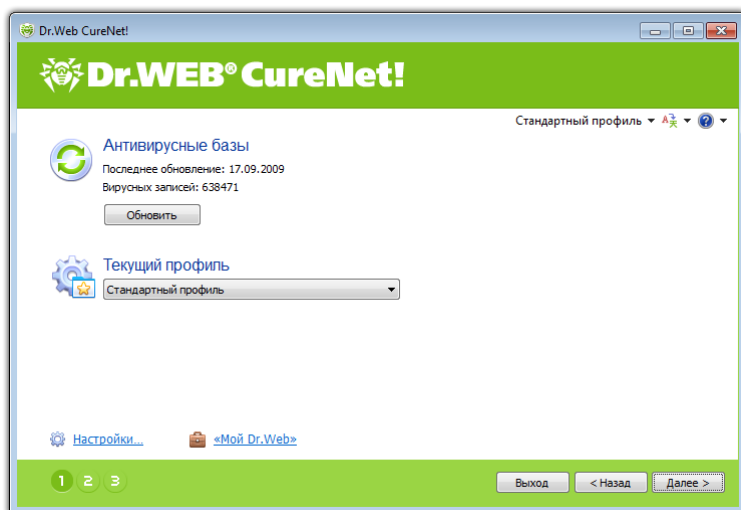 Dr.Web CureNet!
Dr.WEB® CureNet!
Стандартный профиль
Антивирусные базы
Последнее обновление: 17.09.2009
Вирусных записей: 638471
Обновить
Текущий профиль
Стандартный профиль
Настройки... «Мой Dr.Web»
1 2 3
Выход < Назад Далее >